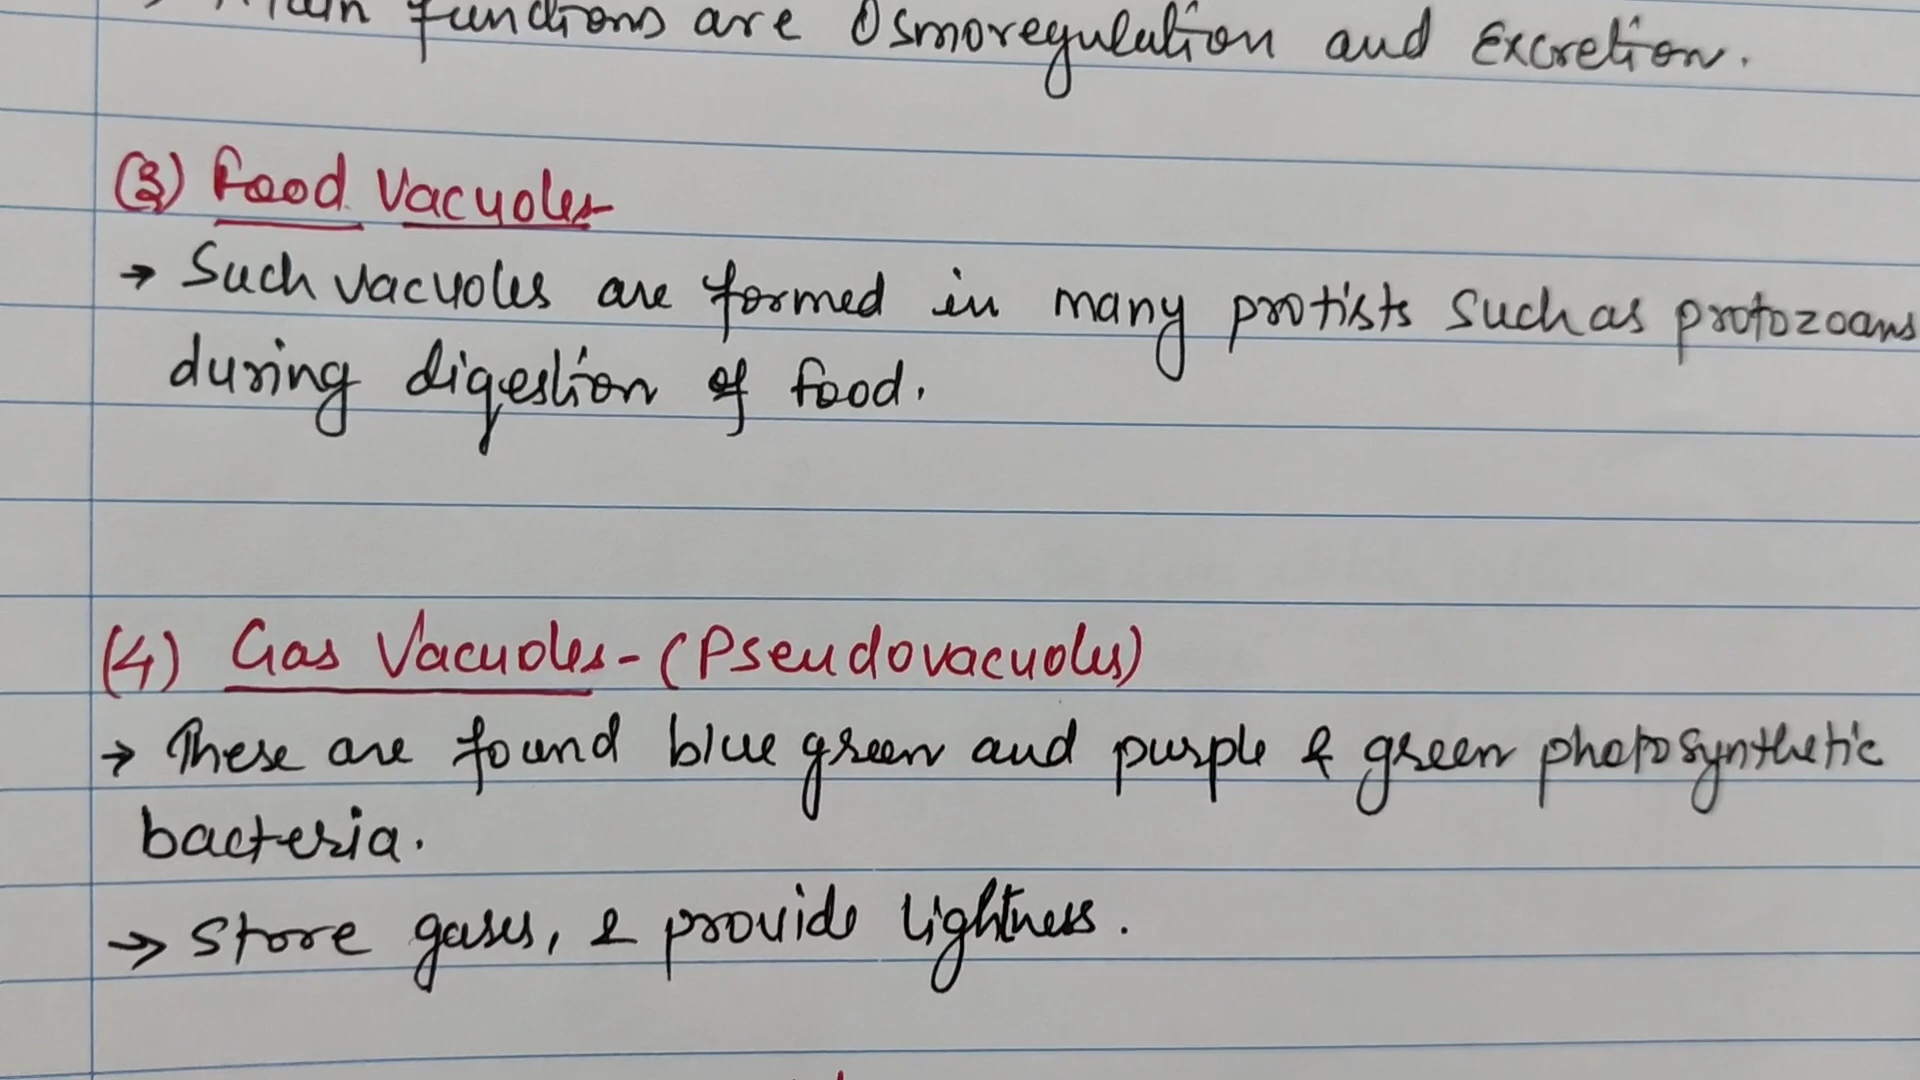 → Main functions are Osmoregulation and Excretion.
(3) Food Vacuoles-
→ Such vacuoles are formed in many protists such as protozoans
during digestion of food.
(4) Gas Vacuoles - (Pseudovacuoles)
→ These are found blue green and purple & green photosynthetic
bacteria.
→ Store gases, & provide lightness.